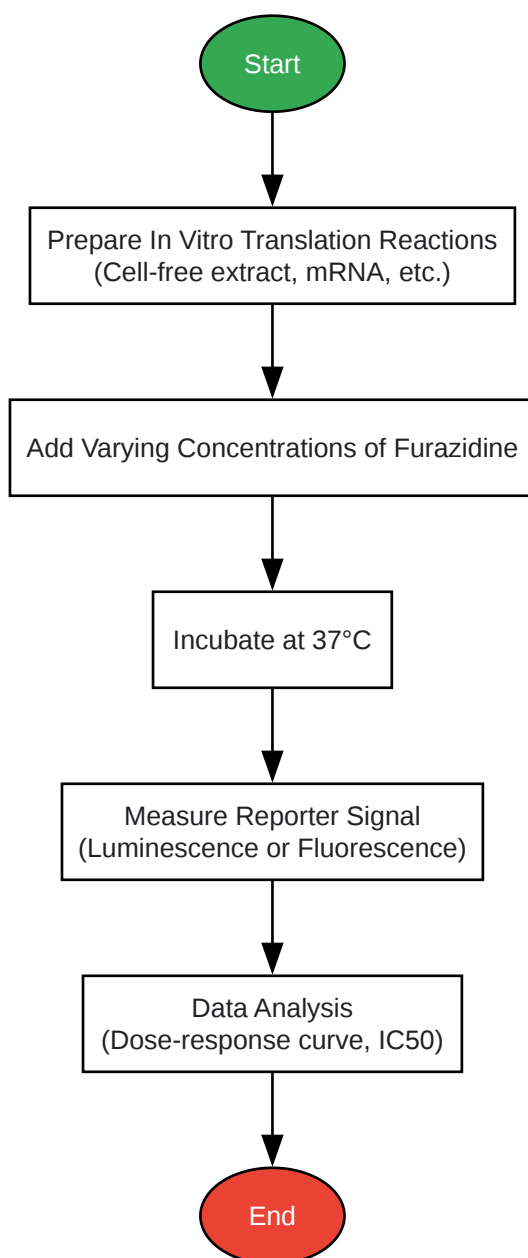 Start
Prepare In Vitro Translation Reactions
(Cell-free extract, mRNA, etc.)
Add Varying Concentrations of Furazidine
Incubate at 37°C
Measure Reporter Signal
(Luminescence or Fluorescence)
Data Analysis
(Dose-response curve, IC50)
End